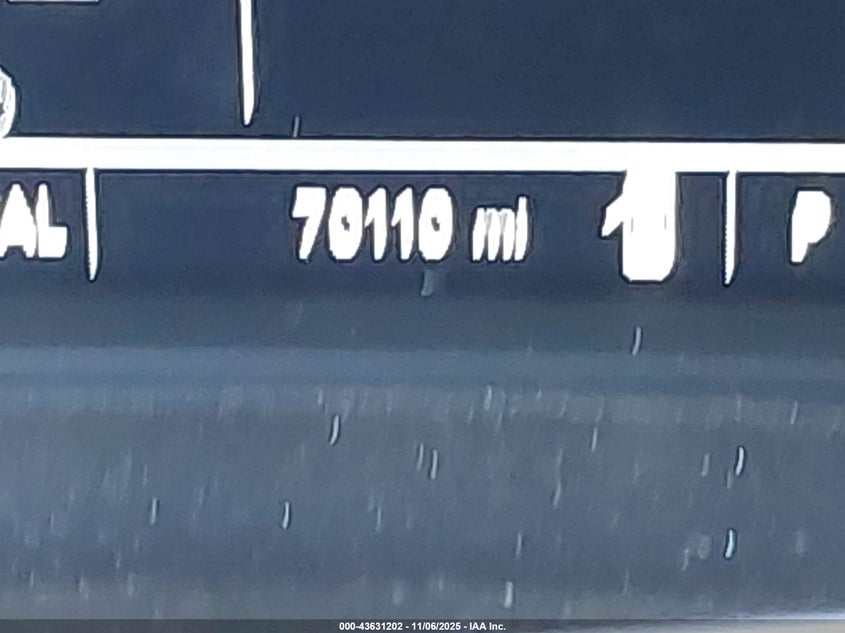 AL 70110 mi P
000-43631202 - 11/06/2025 - IAA Inc.